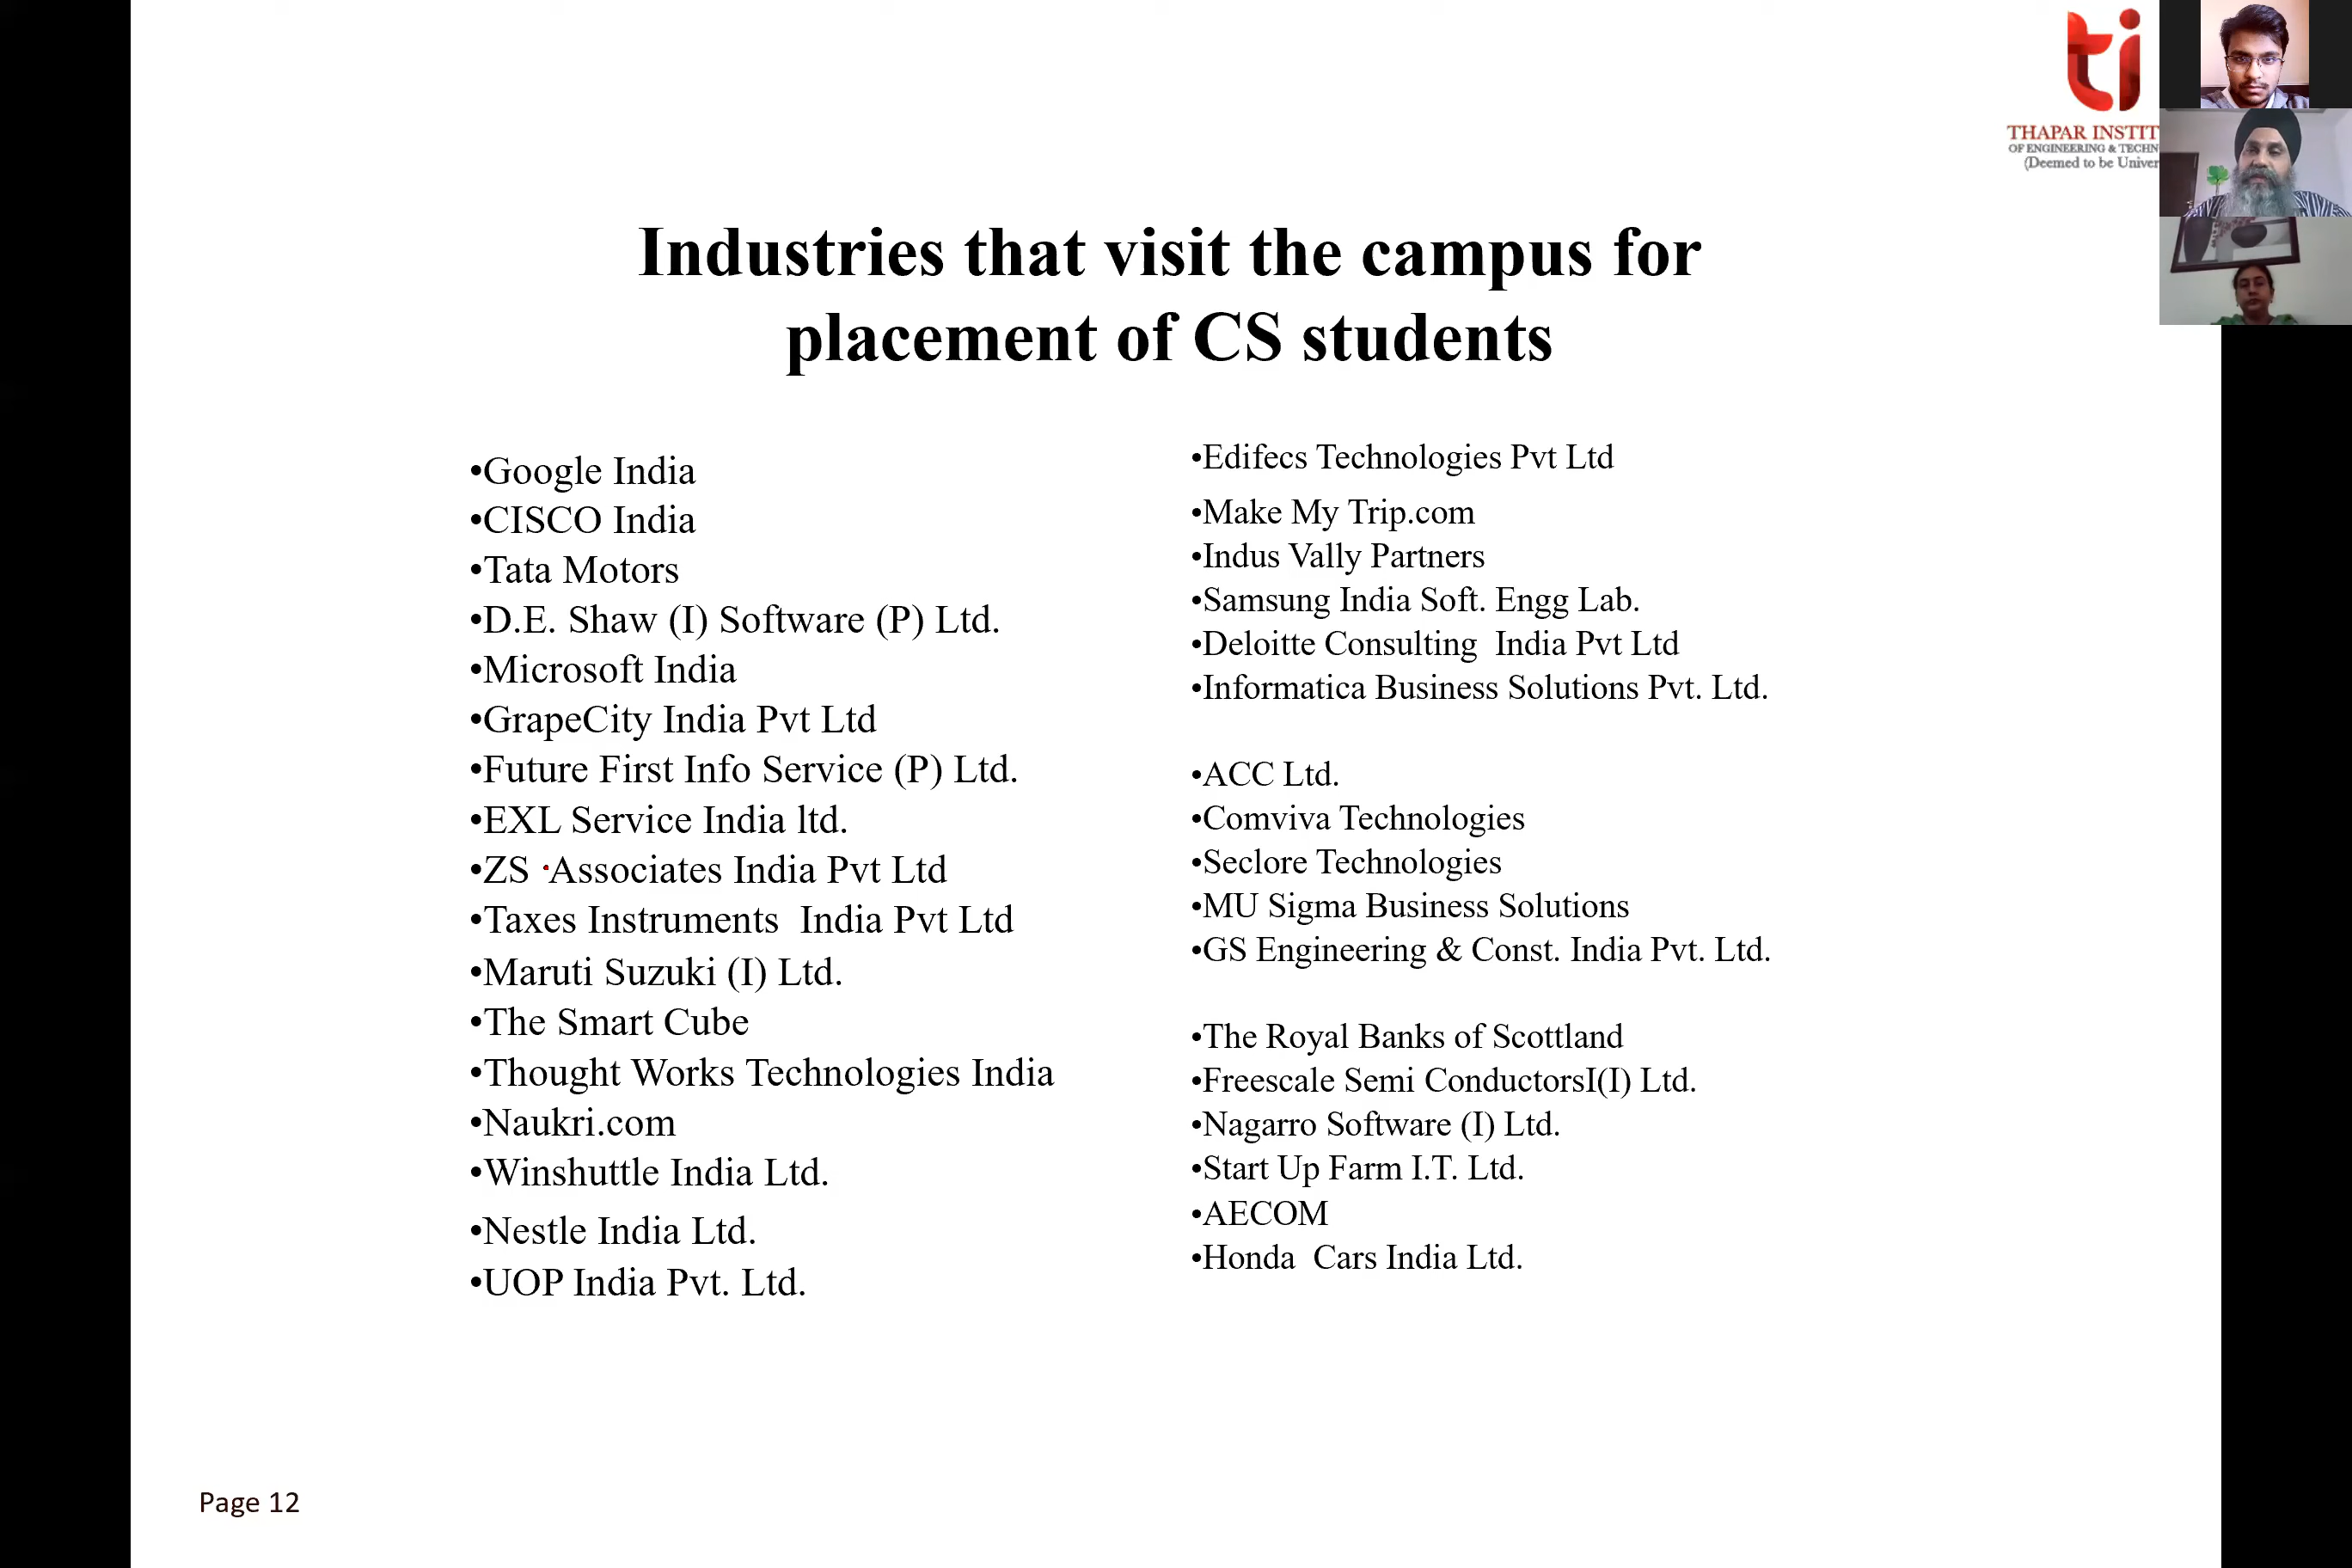 ti
THAPAR INSTIT
OF ENGINEERING & TECHN
(Deemed to be Univer
Industries that visit the campus for
placement of CS students
•Google India
•CISCO India
•Tata Motors
•D.E. Shaw (I) Software (P) Ltd.
•Microsoft India
•GrapeCity India Pvt Ltd
•Future First Info Service (P) Ltd.
•EXL Service India ltd.
•ZS Associates India Pvt Ltd
•Taxes Instruments  India Pvt Ltd
•Maruti Suzuki (I) Ltd.
•The Smart Cube
•Thought Works Technologies India
•Naukri.com
•Winshuttle India Ltd.
•Nestle India Ltd.
•UOP India Pvt. Ltd.
•Edifecs Technologies Pvt Ltd
•Make My Trip.com
•Indus Vally Partners
•Samsung India Soft. Engg Lab.
•Deloitte Consulting  India Pvt Ltd
•Informatica Business Solutions Pvt. Ltd.
•ACC Ltd.
•Comviva Technologies
•Seclore Technologies
•MU Sigma Business Solutions
•GS Engineering & Const. India Pvt. Ltd.
•The Royal Banks of Scottland
•Freescale Semi ConductorsI(I) Ltd.
•Nagarro Software (I) Ltd.
•Start Up Farm I.T. Ltd.
•AECOM
•Honda  Cars India Ltd.
Page 12